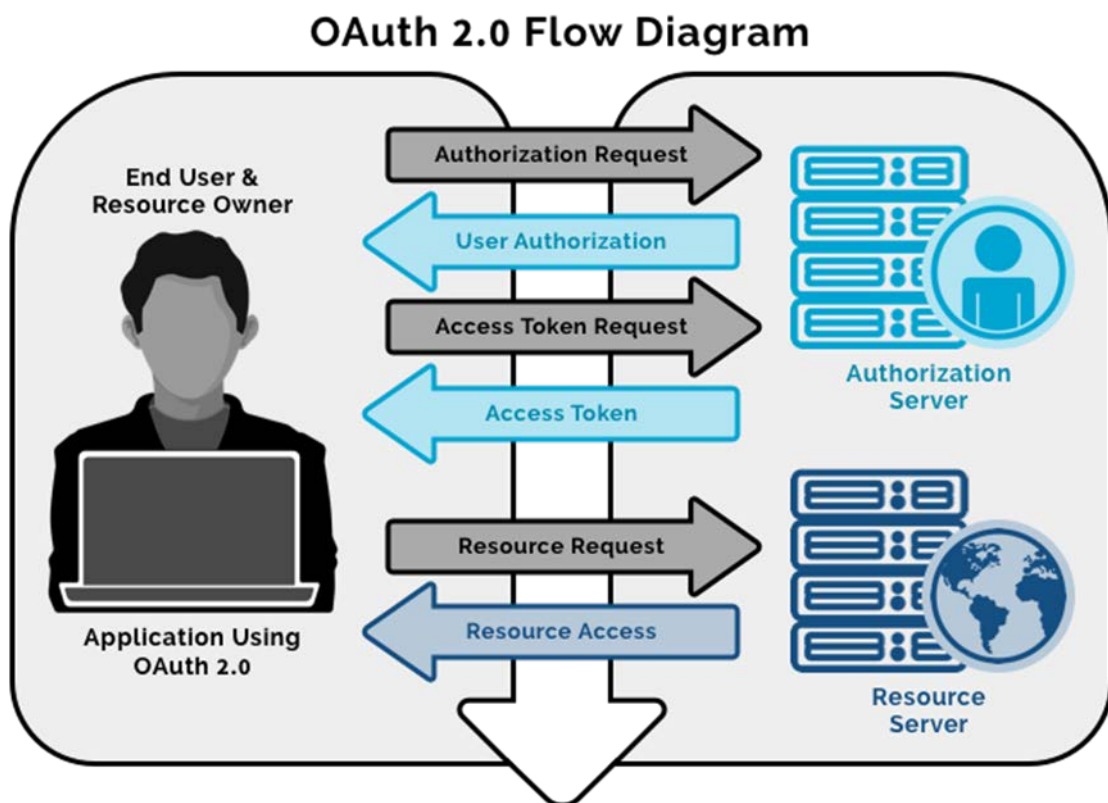 OAuth 2.0 Flow Diagram
End User &
Resource Owner
Application Using
OAuth 2.0
Authorization Request
User Authorization
Access Token Request
Access Token
Resource Request
Resource Access
Authorization
Server
Resource
Server